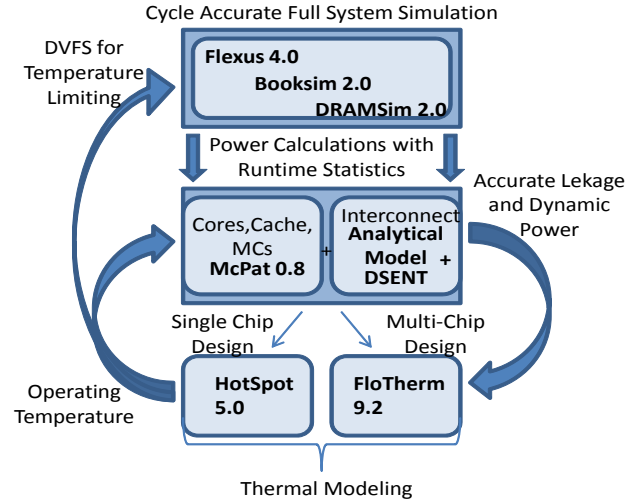 Cycle Accurate Full System Simulation
DVFS for
Temperature
Limiting
Flexus 4.0
Booksim 2.0
DRAMSim 2.0
Power Calculations with
Runtime Statistics
Accurate Lekage
and Dynamic
Power
Cores,Cache,
MCs
McPat 0.8
+
Interconnect
Analytical
Model +
DSENT
Single Chip
Design
Multi-Chip
Design
Operating
Temperature
HotSpot
5.0
FloTherm
9.2
Thermal Modeling